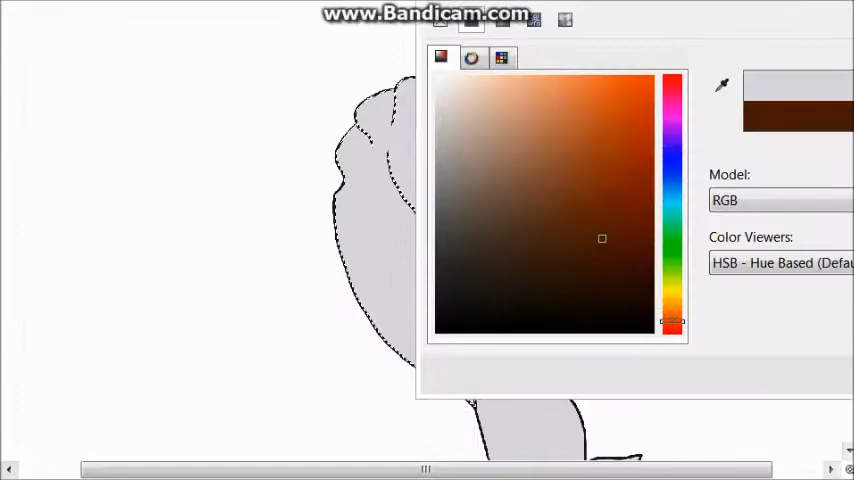 www.Bandicam.com
Model:
RGB
Color Viewers:
HSB - Hue Based (Defau